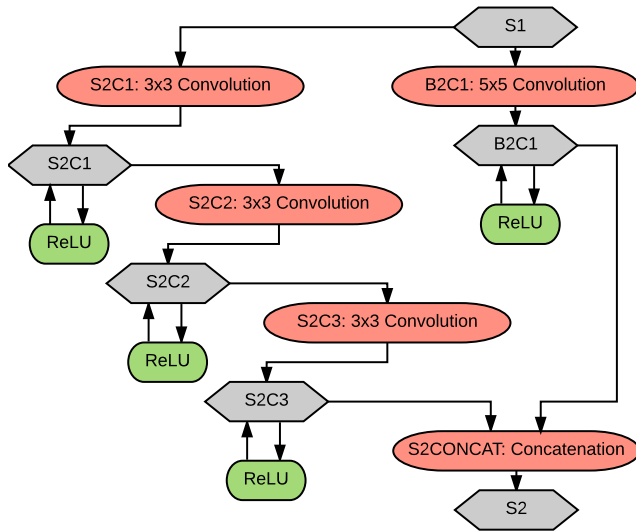 S1
S2C1: 3x3 Convolution
B2C1: 5x5 Convolution
S2C1
B2C1
S2C2: 3x3 Convolution
ReLU
ReLU
S2C2
S2C3: 3x3 Convolution
ReLU
S2C3
S2CONCAT: Concatenation
ReLU
S2